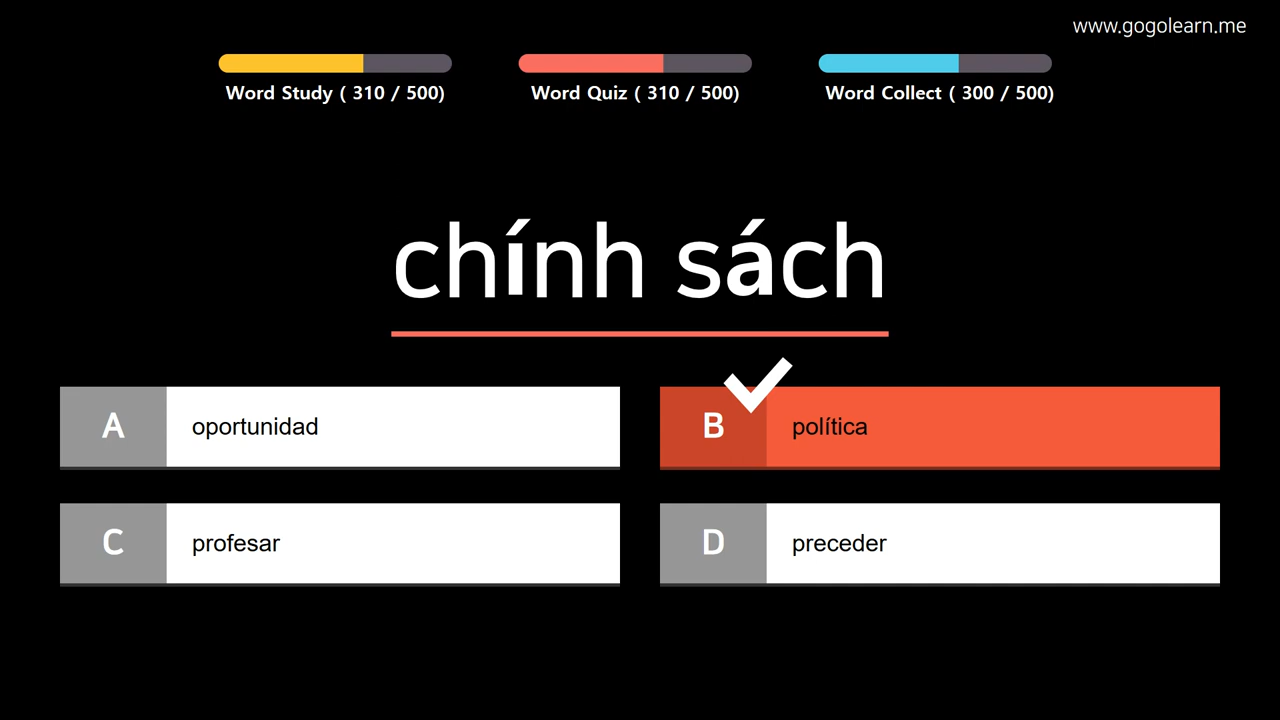 www.gogolearn.me
Word Study ( 310 / 500)
Word Quiz ( 310 / 500)
Word Collect ( 300 / 500)
chính sách
A
oportunidad
B
política
C
profesar
D
preceder